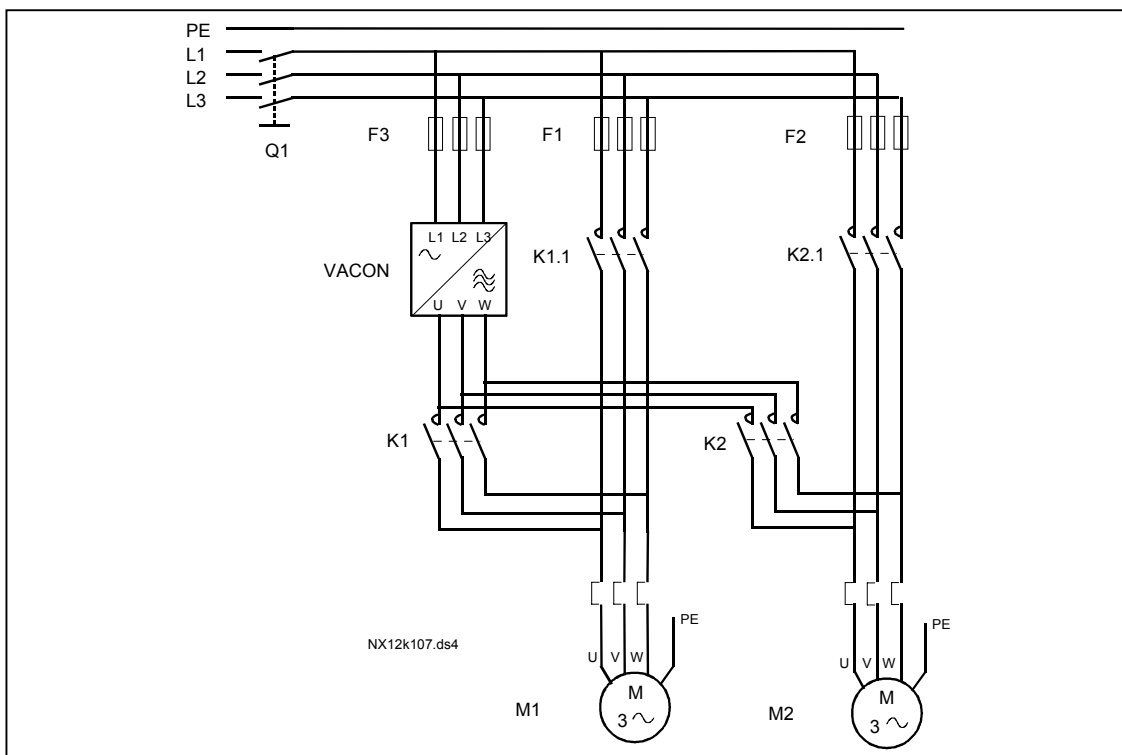 PE
L1
L2
L3
Q1
F3
F1
F2
L1 L2 L3
VACON
U V W
K1.1
K2.1
K1
K2
NX12k107.ds4
PE
PE
U V W
U V W
M1
M
3
M2
M
3